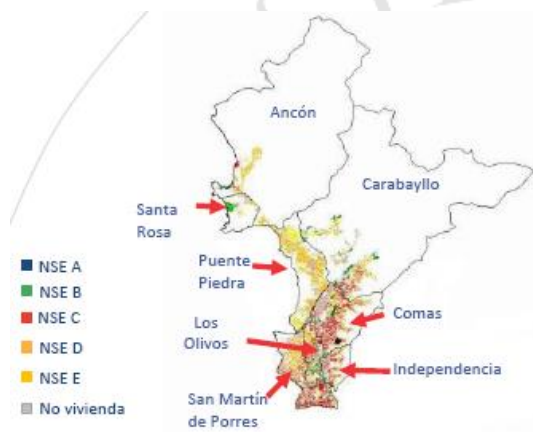 Ancón
Carabayllo
Santa
Rosa
Puente
Piedra
NSE A
NSE B
NSE C
NSE D
NSE E
No vivienda
Los
Olivos
Comas
Independencia
San Martín
de Porres